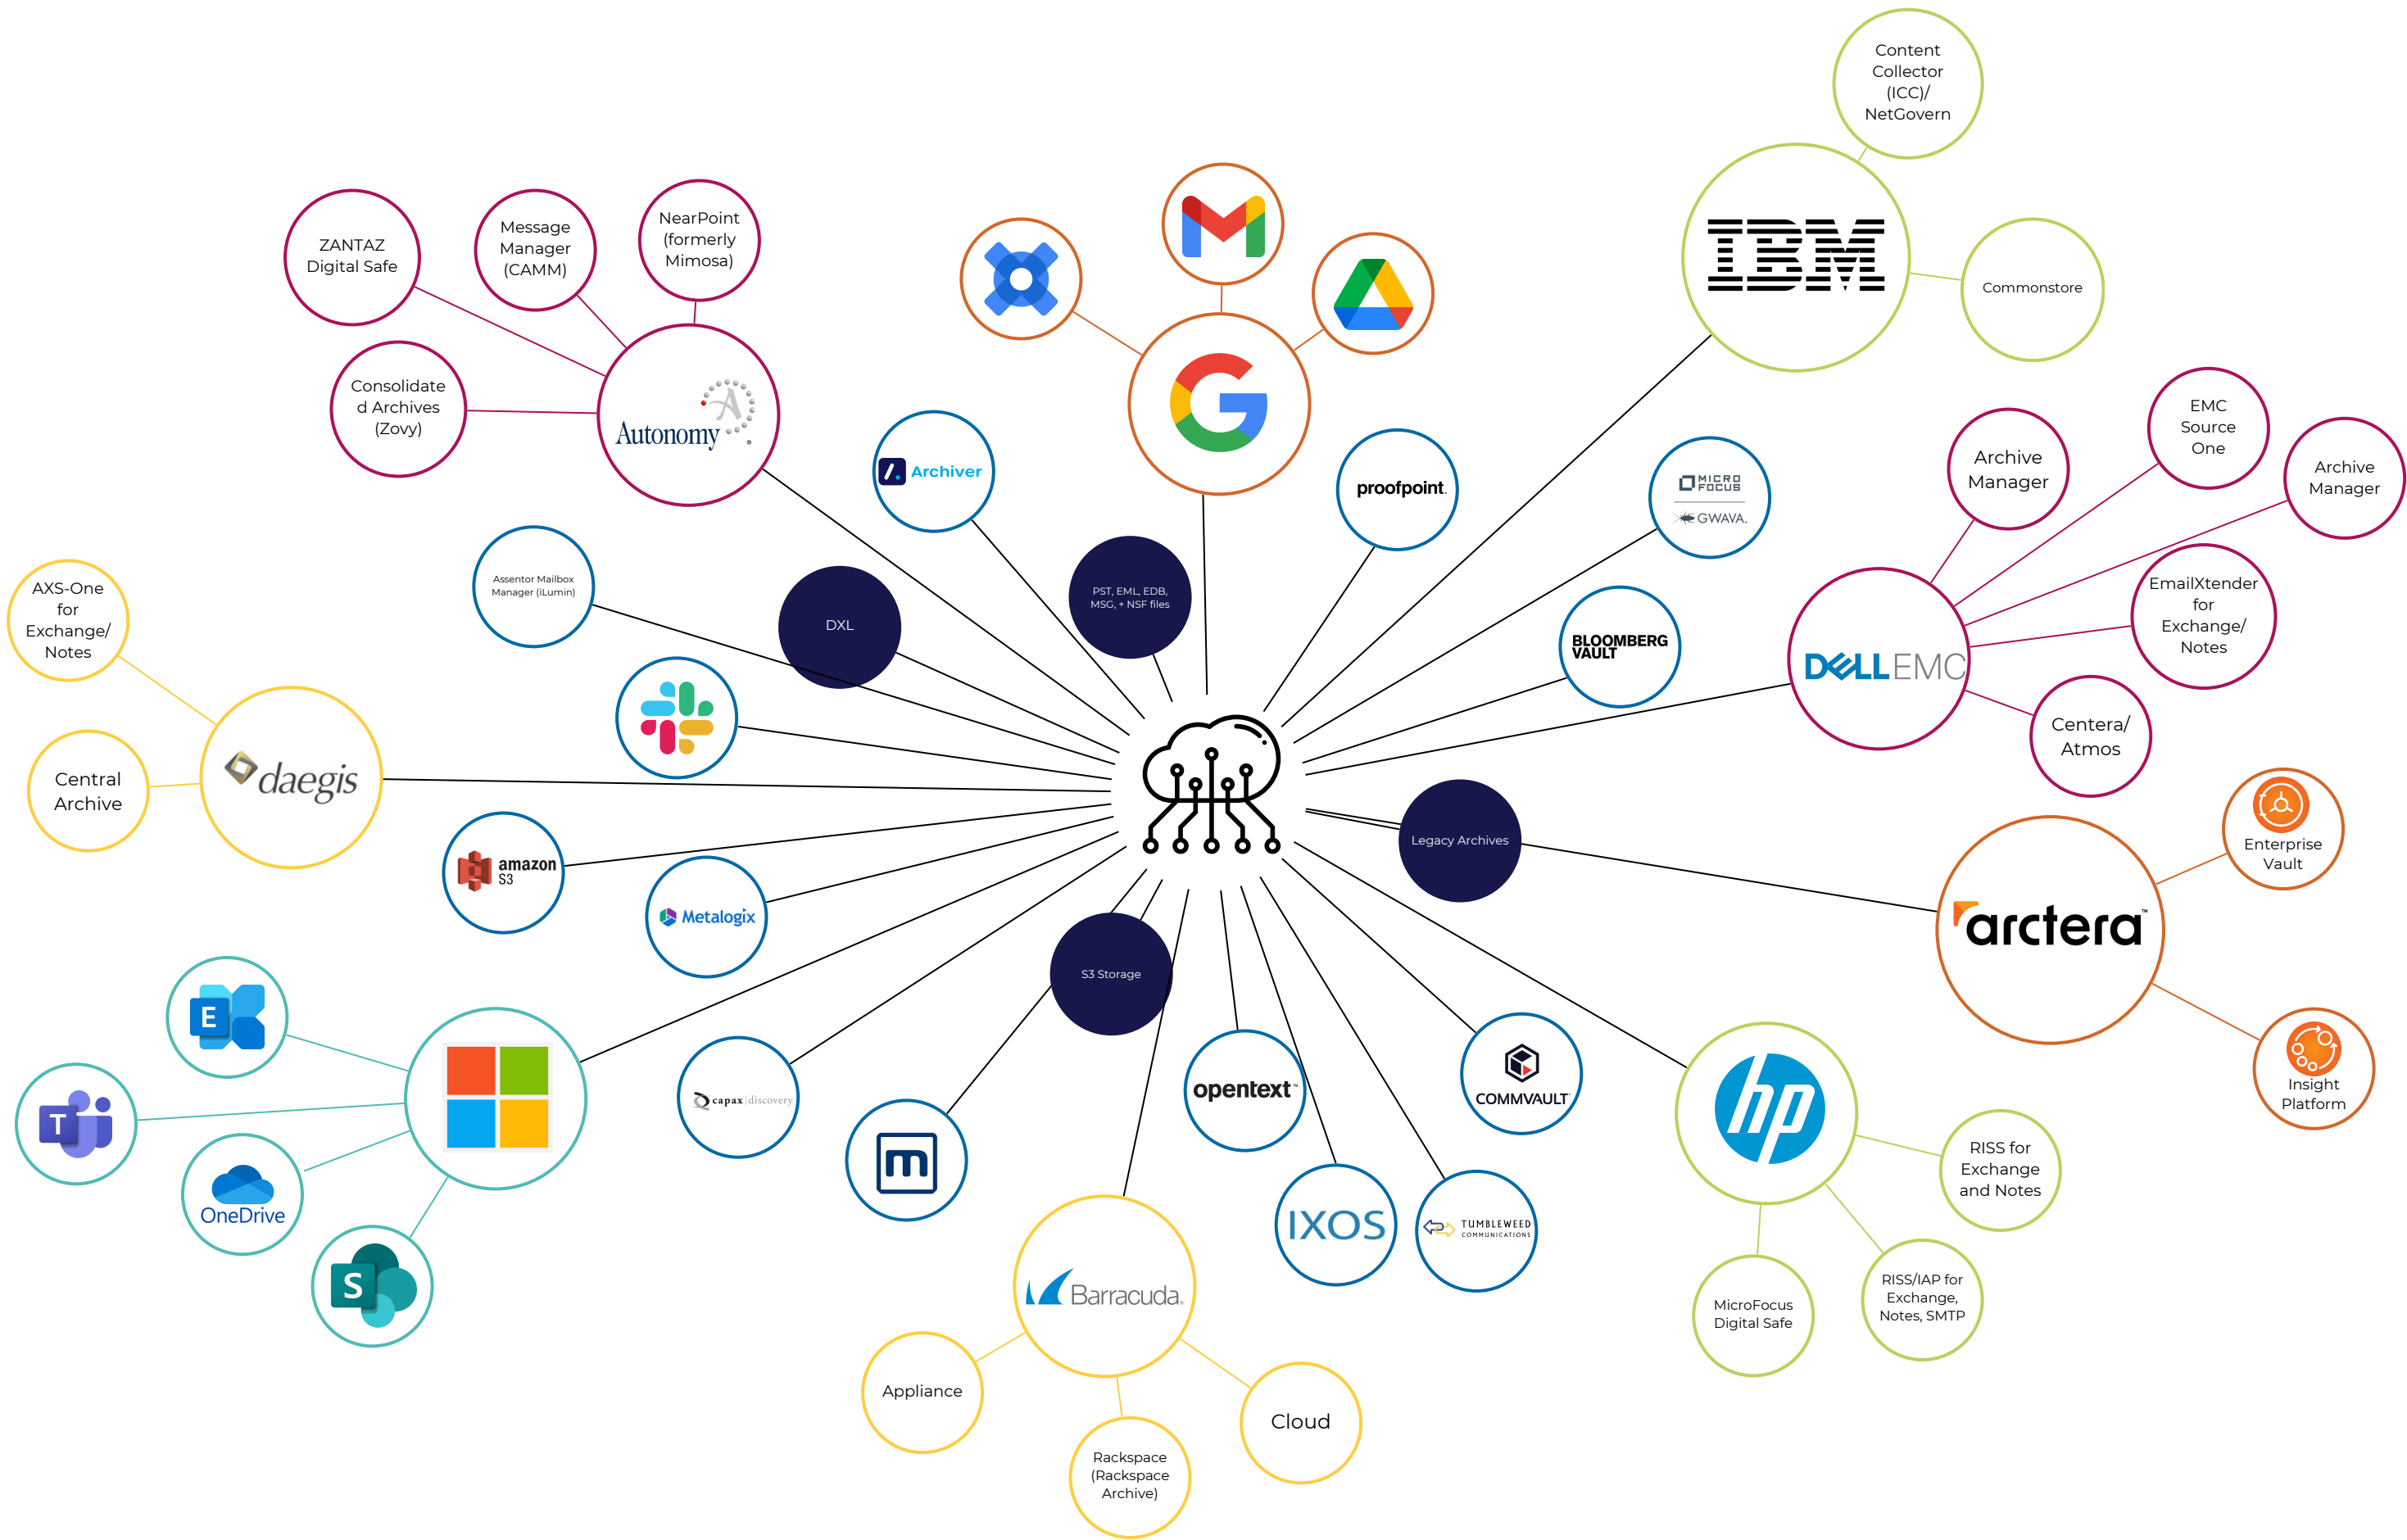 Content
Collector
(ICC)/
NetGovern
IBM
Commonstore
ZANTAZ
Digital Safe
Message
Manager
(CAMM)
NearPoint
(formerly
Mimosa)
Consolidate
d Archives
(Zovy)
Autonomy
Archiver
proofpoint.
MICRO
FOCUS
GWAVA®
Archive
Manager
EMC
Source
One
Archive
Manager
EmailXtender
for
Exchange/
Notes
DELL EMC
Centera/
Atmos
BLOOMBERG
VAULT
PST, EML, EDB,
MSG, + NSF files
DXL
Assentor Mailbox
Manager (iLumin)
AXS-One
for
Exchange/
Notes
Central
Archive
daegis
amazon
S3
Metalogix
Legacy Archives
Enterprise
Vault
arctera™
Insight
Platform
S3 Storage
E
T
OneDrive
S
capax|discovery
m
opentext™
COMMVAULT®
hp
RISS for
Exchange
and Notes
RISS/IAP for
Exchange,
Notes, SMTP
MicroFocus
Digital Safe
IXOS
TUMBLEWEED
COMMUNICATIONS
Barracuda®
Appliance
Rackspace
(Rackspace
Archive)
Cloud